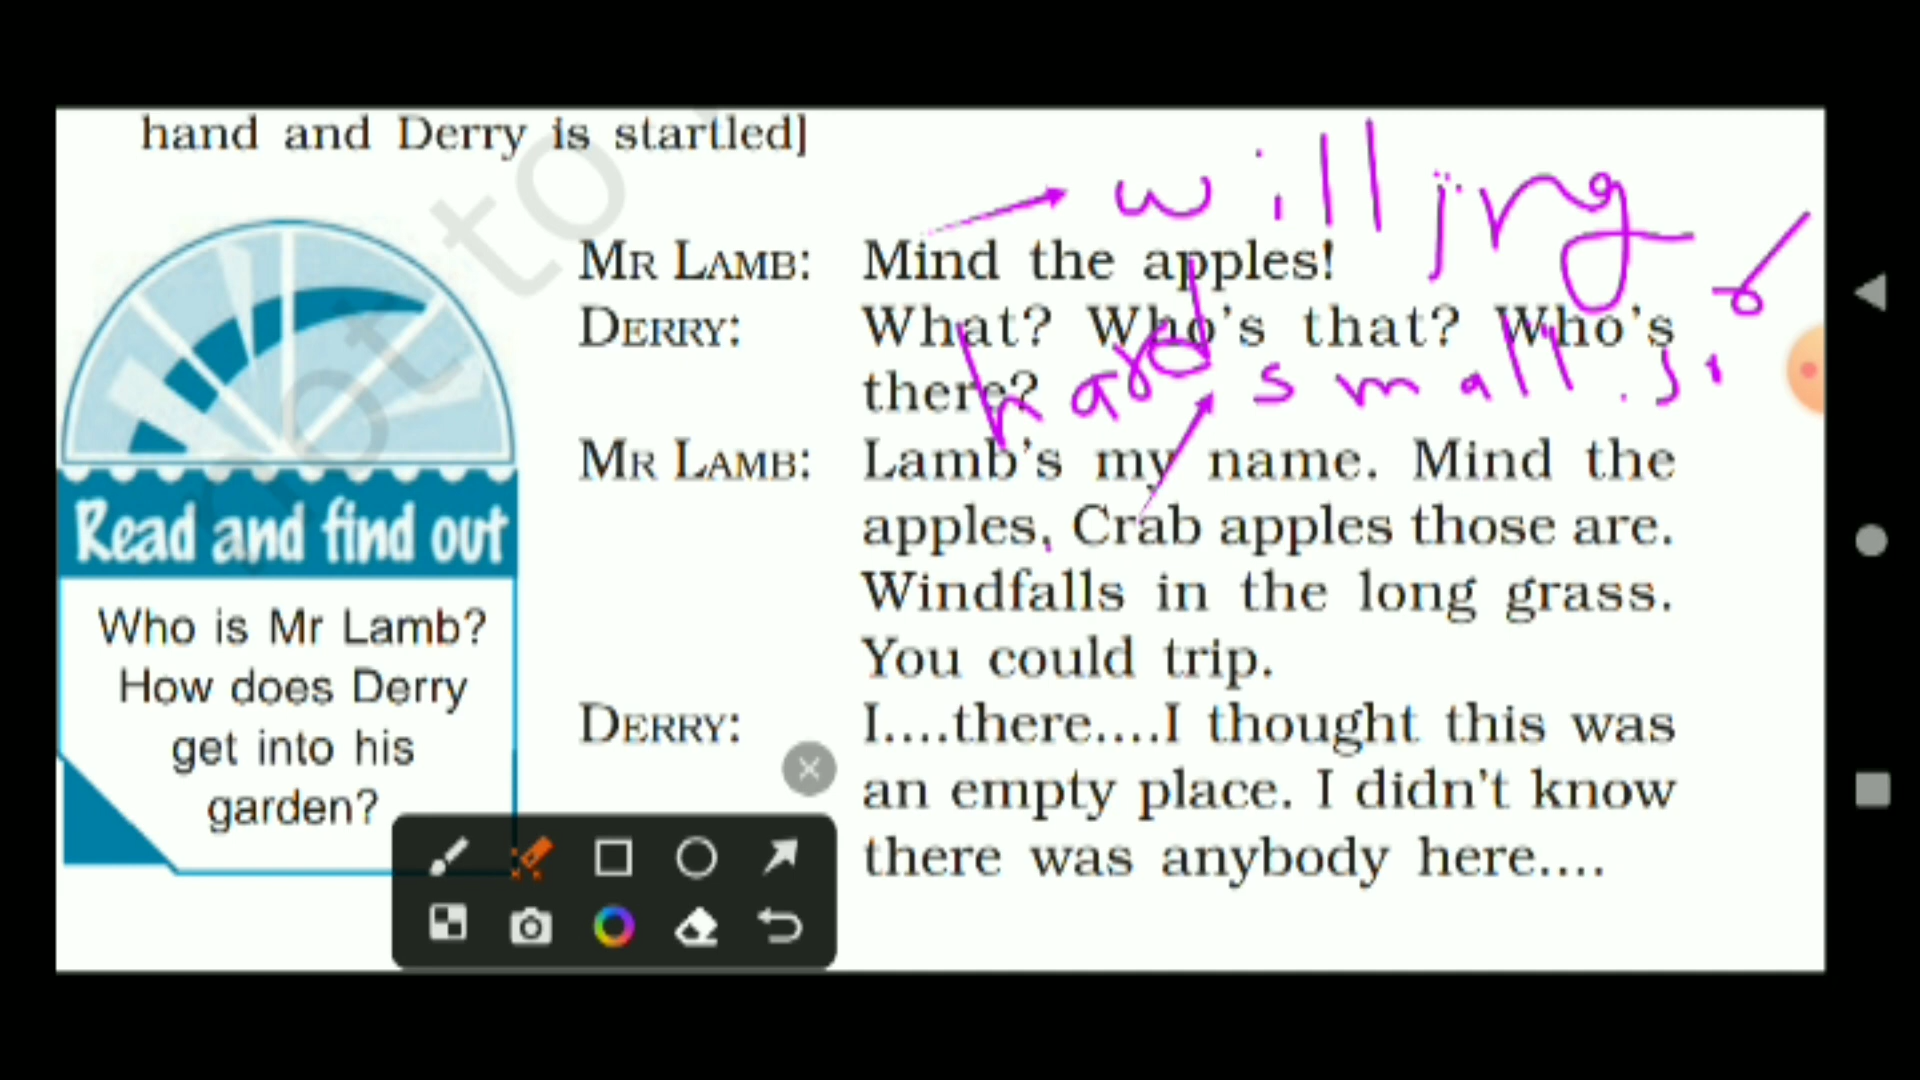 hand and Derry is startled]
willing
MR LAMB: Mind the apples!
DERRY: What? Who's that? Who's
there?
hard small si
MR LAMB: Lamb's my name. Mind the
apples, Crab apples those are.
Windfalls in the long grass.
You could trip.
DERRY: I....there....I thought this was
an empty place. I didn't know
there was anybody here....
Read and find out
Who is Mr Lamb?
How does Derry
get into his
garden?
not to